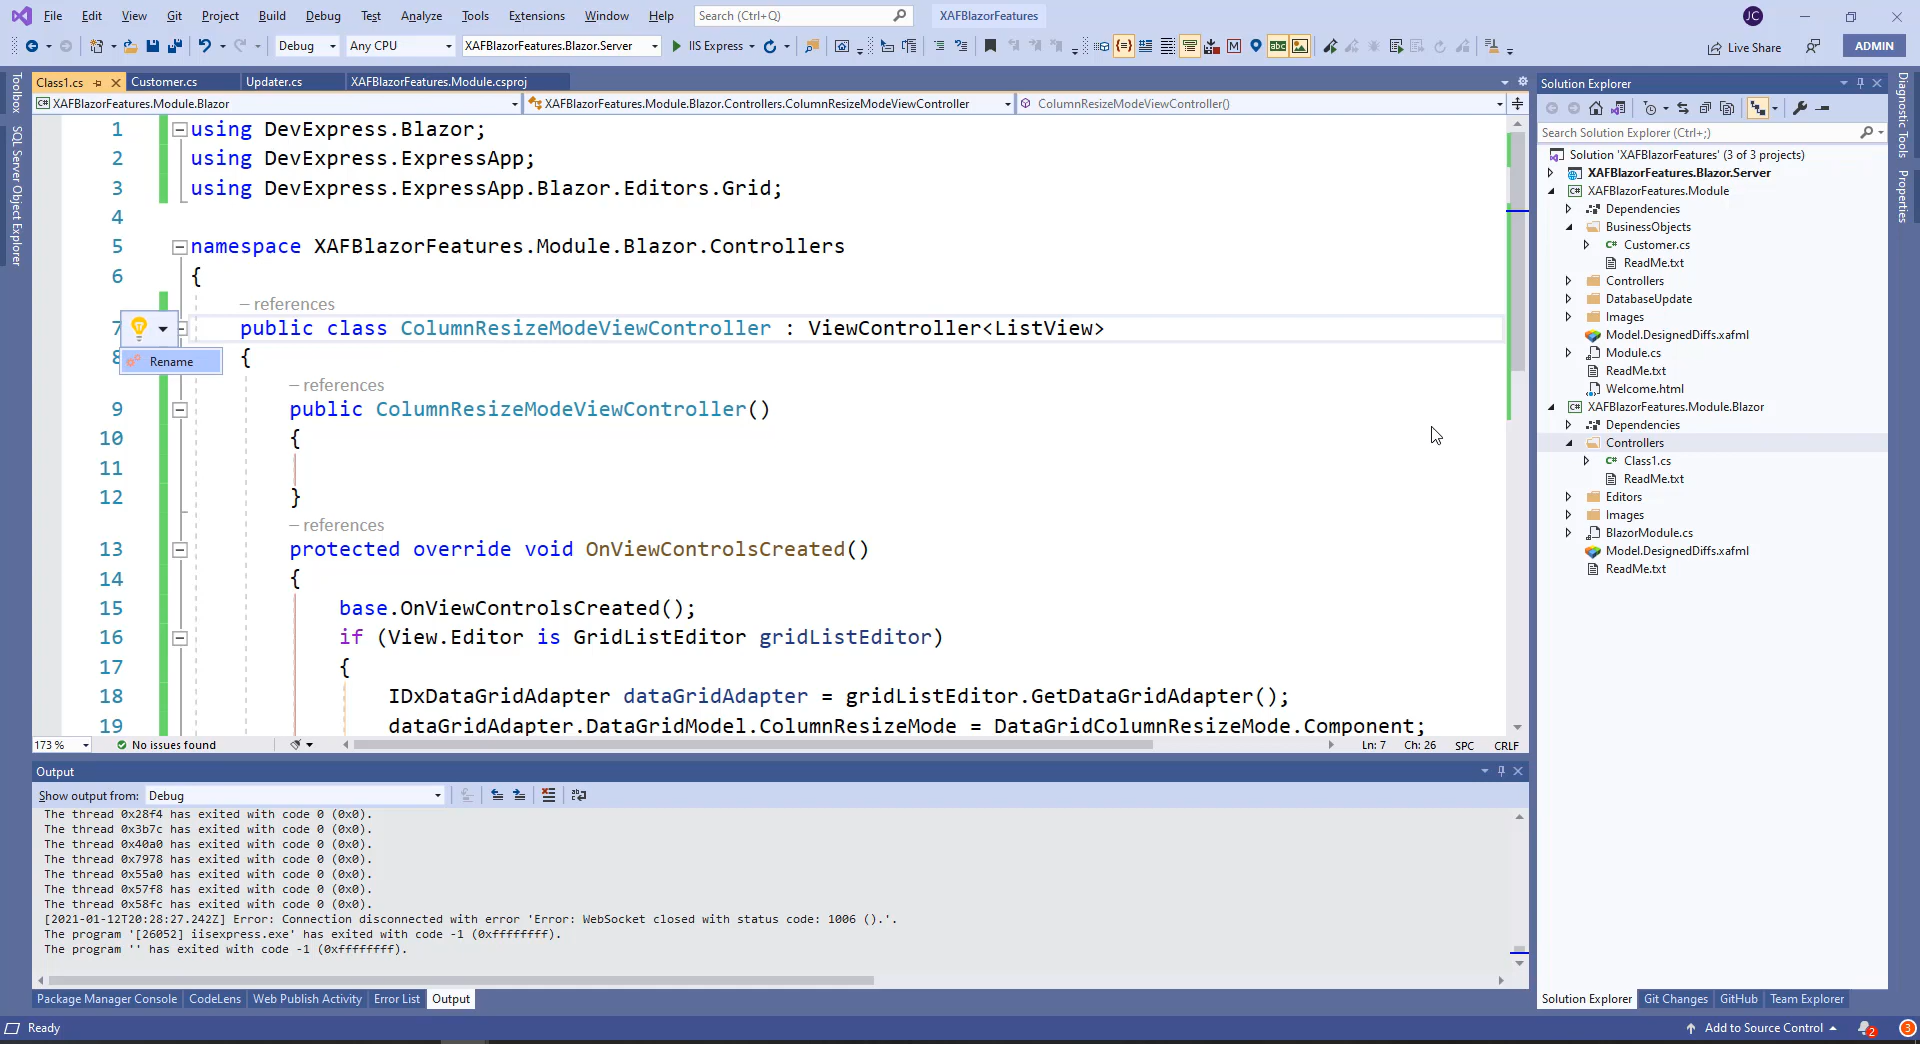 File Edit View Git Project Build Debug Test Analyze Tools Extensions Window Help Search (Ctrl+Q) XAFBlazorFeatures JC
Debug Any CPU XAFBlazorFeatures.Blazor.Server IIS Express Live Share ADMIN
Class1.cs Customer.cs Updater.cs XAFBlazorFeatures.Module.csproj
XAFBlazorFeatures.Module.Blazor XAFBlazorFeatures.Module.Blazor.Controllers.ColumnResizeModeViewController ColumnResizeModeViewController()
Toolbox
SQL Server Object Explorer
1 using DevExpress.Blazor;
2 using DevExpress.ExpressApp;
3 using DevExpress.ExpressApp.Blazor.Editors.Grid;
4
5 namespace XAFBlazorFeatures.Module.Blazor.Controllers
6 {
– references
7 public class ColumnResizeModeViewController : ViewController<ListView>
8 {
Rename
– references
9 public ColumnResizeModeViewController()
10 {
11
12 }
– references
13 protected override void OnViewControlsCreated()
14 {
15 base.OnViewControlsCreated();
16 if (View.Editor is GridListEditor gridListEditor)
17 {
18 IDxDataGridAdapter dataGridAdapter = gridListEditor.GetDataGridAdapter();
19 dataGridAdapter.DataGridModel.ColumnResizeMode = DataGridColumnResizeMode.Component;
173 % No issues found Ln: 7 Ch: 26 SPC CRLF
Output
Show output from: Debug
The thread 0x28f4 has exited with code 0 (0x0).
The thread 0x3b7c has exited with code 0 (0x0).
The thread 0x40a0 has exited with code 0 (0x0).
The thread 0x7978 has exited with code 0 (0x0).
The thread 0x55a0 has exited with code 0 (0x0).
The thread 0x57f8 has exited with code 0 (0x0).
The thread 0x58fc has exited with code 0 (0x0).
[2021-01-12T20:28:27.242Z] Error: Connection disconnected with error 'Error: WebSocket closed with status code: 1006 ().'.
The program '[26052] iisexpress.exe' has exited with code -1 (0xffffffff).
The program '' has exited with code -1 (0xffffffff).
Package Manager Console CodeLens Web Publish Activity Error List Output
Solution Explorer
Search Solution Explorer (Ctrl+;)
Solution 'XAFBlazorFeatures' (3 of 3 projects)
XAFBlazorFeatures.Blazor.Server
XAFBlazorFeatures.Module
Dependencies
BusinessObjects
Customer.cs
ReadMe.txt
Controllers
DatabaseUpdate
Images
Model.DesignedDiffs.xafml
Module.cs
ReadMe.txt
Welcome.html
XAFBlazorFeatures.Module.Blazor
Dependencies
Controllers
Class1.cs
ReadMe.txt
Editors
Images
BlazorModule.cs
Model.DesignedDiffs.xafml
ReadMe.txt
Solution Explorer Git Changes GitHub Team Explorer
Diagnostic Tools
Properties
Ready Add to Source Control 2 3